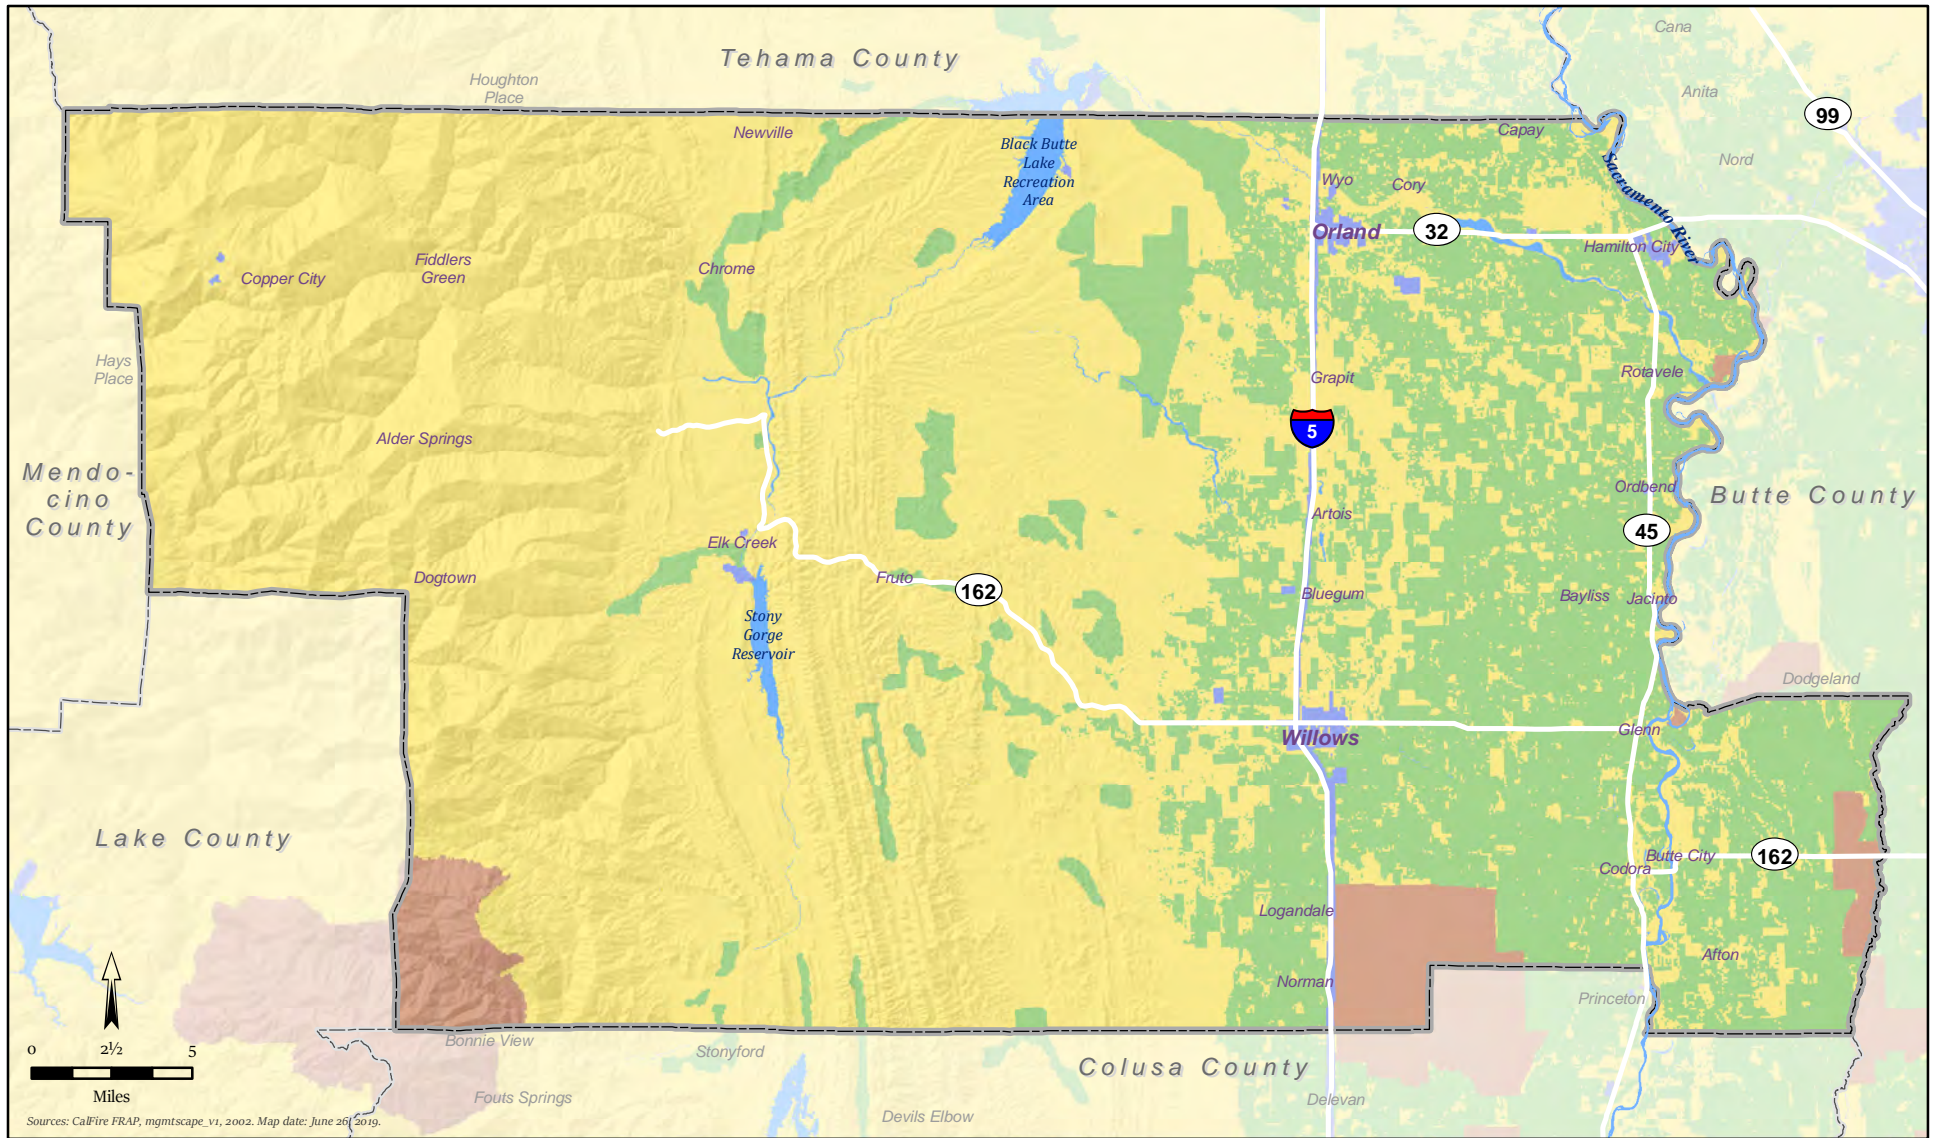 Cana
Tehama County
Houghton
Place
Anita
99
Newville
Capay
Black Butte
Lake
Recreation
Area
Nord
Sacramento River
Wyo
Cory
Orland
32
Hamilton City
Fiddlers
Green
Copper City
Chrome
Hays
Place
Grapit
Rotavele
5
Alder Springs
Mendo-
cino
County
Ordbend
Butte County
Artois
45
Elk Creek
Dogtown
Fruto
162
Bluegum
Bayliss
Jacinto
Stony
Gorge
Reservoir
Dodgeland
Willows
Glenn
Lake County
Butte City
162
Codora
Logandale
Afton
Norman
Princeton
Bonnie View
Stonyford
Colusa County
0 2½ 5
Miles
Fouts Springs
Devils Elbow
Delevan
Sources: CalFire FRAP, mgmtscape_v1, 2002. Map date: June 26, 2019.